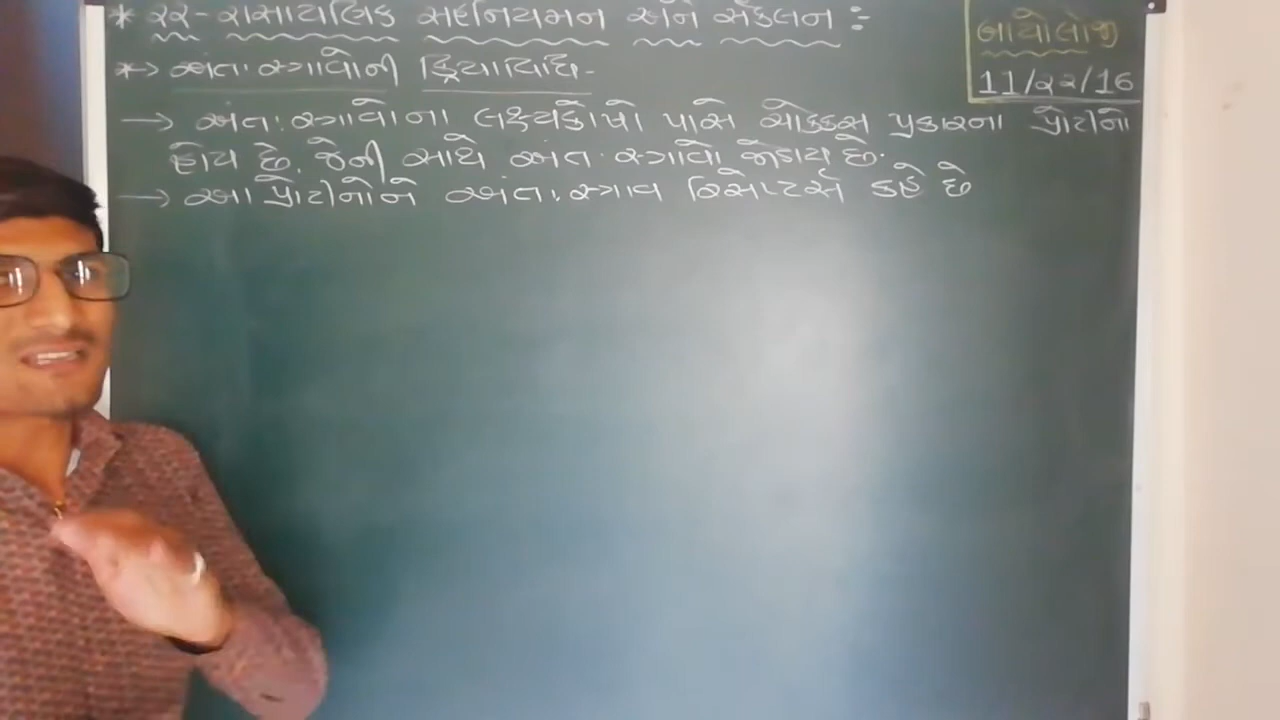 * ૨૨- રાસાયણિક સહનિયમન અને સંકલન :-
બાયોલોજી
11/૨૨/16
*→ અંતઃસ્ત્રાવોની ક્રિયાવિધિ-
→ અંતઃસ્ત્રાવોના લક્ષ્યકોષો પાસે ચોક્કસ પ્રકારના પ્રોટીનો
હોય છે. જેની સાથે અંતઃસ્ત્રાવો જોડાય છે.
→ આ પ્રોટીનોને અંતઃસ્ત્રાવ રિસેપ્ટર્સ કહે છે